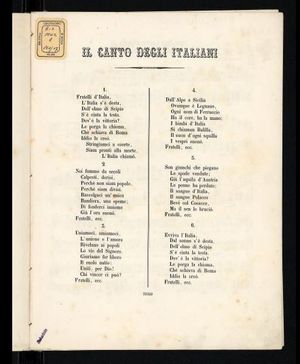 IL CANTO DEGLI ITALIANI
1.
Fratelli d'Italia,
L'Italia s'è desta,
Dell'elmo di Scipio
S'è cinta la testa.
Dov'è la vittoria?
Le porga la chioma,
Chè schiava di Roma
Iddio la creò.
Stringiamci a coorte,
Siam pronti alla morte,
L'Italia chiamò.
2.
Noi fummo da secoli
Calpesti, derisi,
Perchè non siam popolo,
Perchè siam divisi.
Raccolgaci un'unica
Bandiera, una speme;
Di fonderci insieme
Già l'ora suonò.
Fratelli, ecc.
3.
Uniamoci, amiamoci,
L'unione e l'amore
Rivelano ai popoli
Le vie del Signore.
Giuriamo far libero
Il suolo natio:
Uniti, per Dio!
Chi vincer ci può?
Fratelli, ecc.
4.
Dall'Alpe a Sicilia
Ovunque è Legnano,
Ogni uom di Ferruccio
Ha il core, ha la mano;
I bimbi d'Italia
Si chiaman Balilla,
Il suon d'ogni squilla
I vespri suonò.
Fratelli, ecc.
5.
Son giunchi che piegano
Le spade vendute.
Già l'aquila d'Austria
Le penne ha perdute.
Il sangue d'Italia,
Il sangue Polacco
Bevè col Cosacco,
Ma il cor le bruciò.
Fratelli, ecc.
6.
Evviva l'Italia,
Dal sonno s'è desta,
Dell'elmo di Scipio
S'è cinta la testa.
Dov'è la vittoria?
Le porga la chioma,
Chè schiava di Roma
Iddio la creò.
Fratelli, ecc.